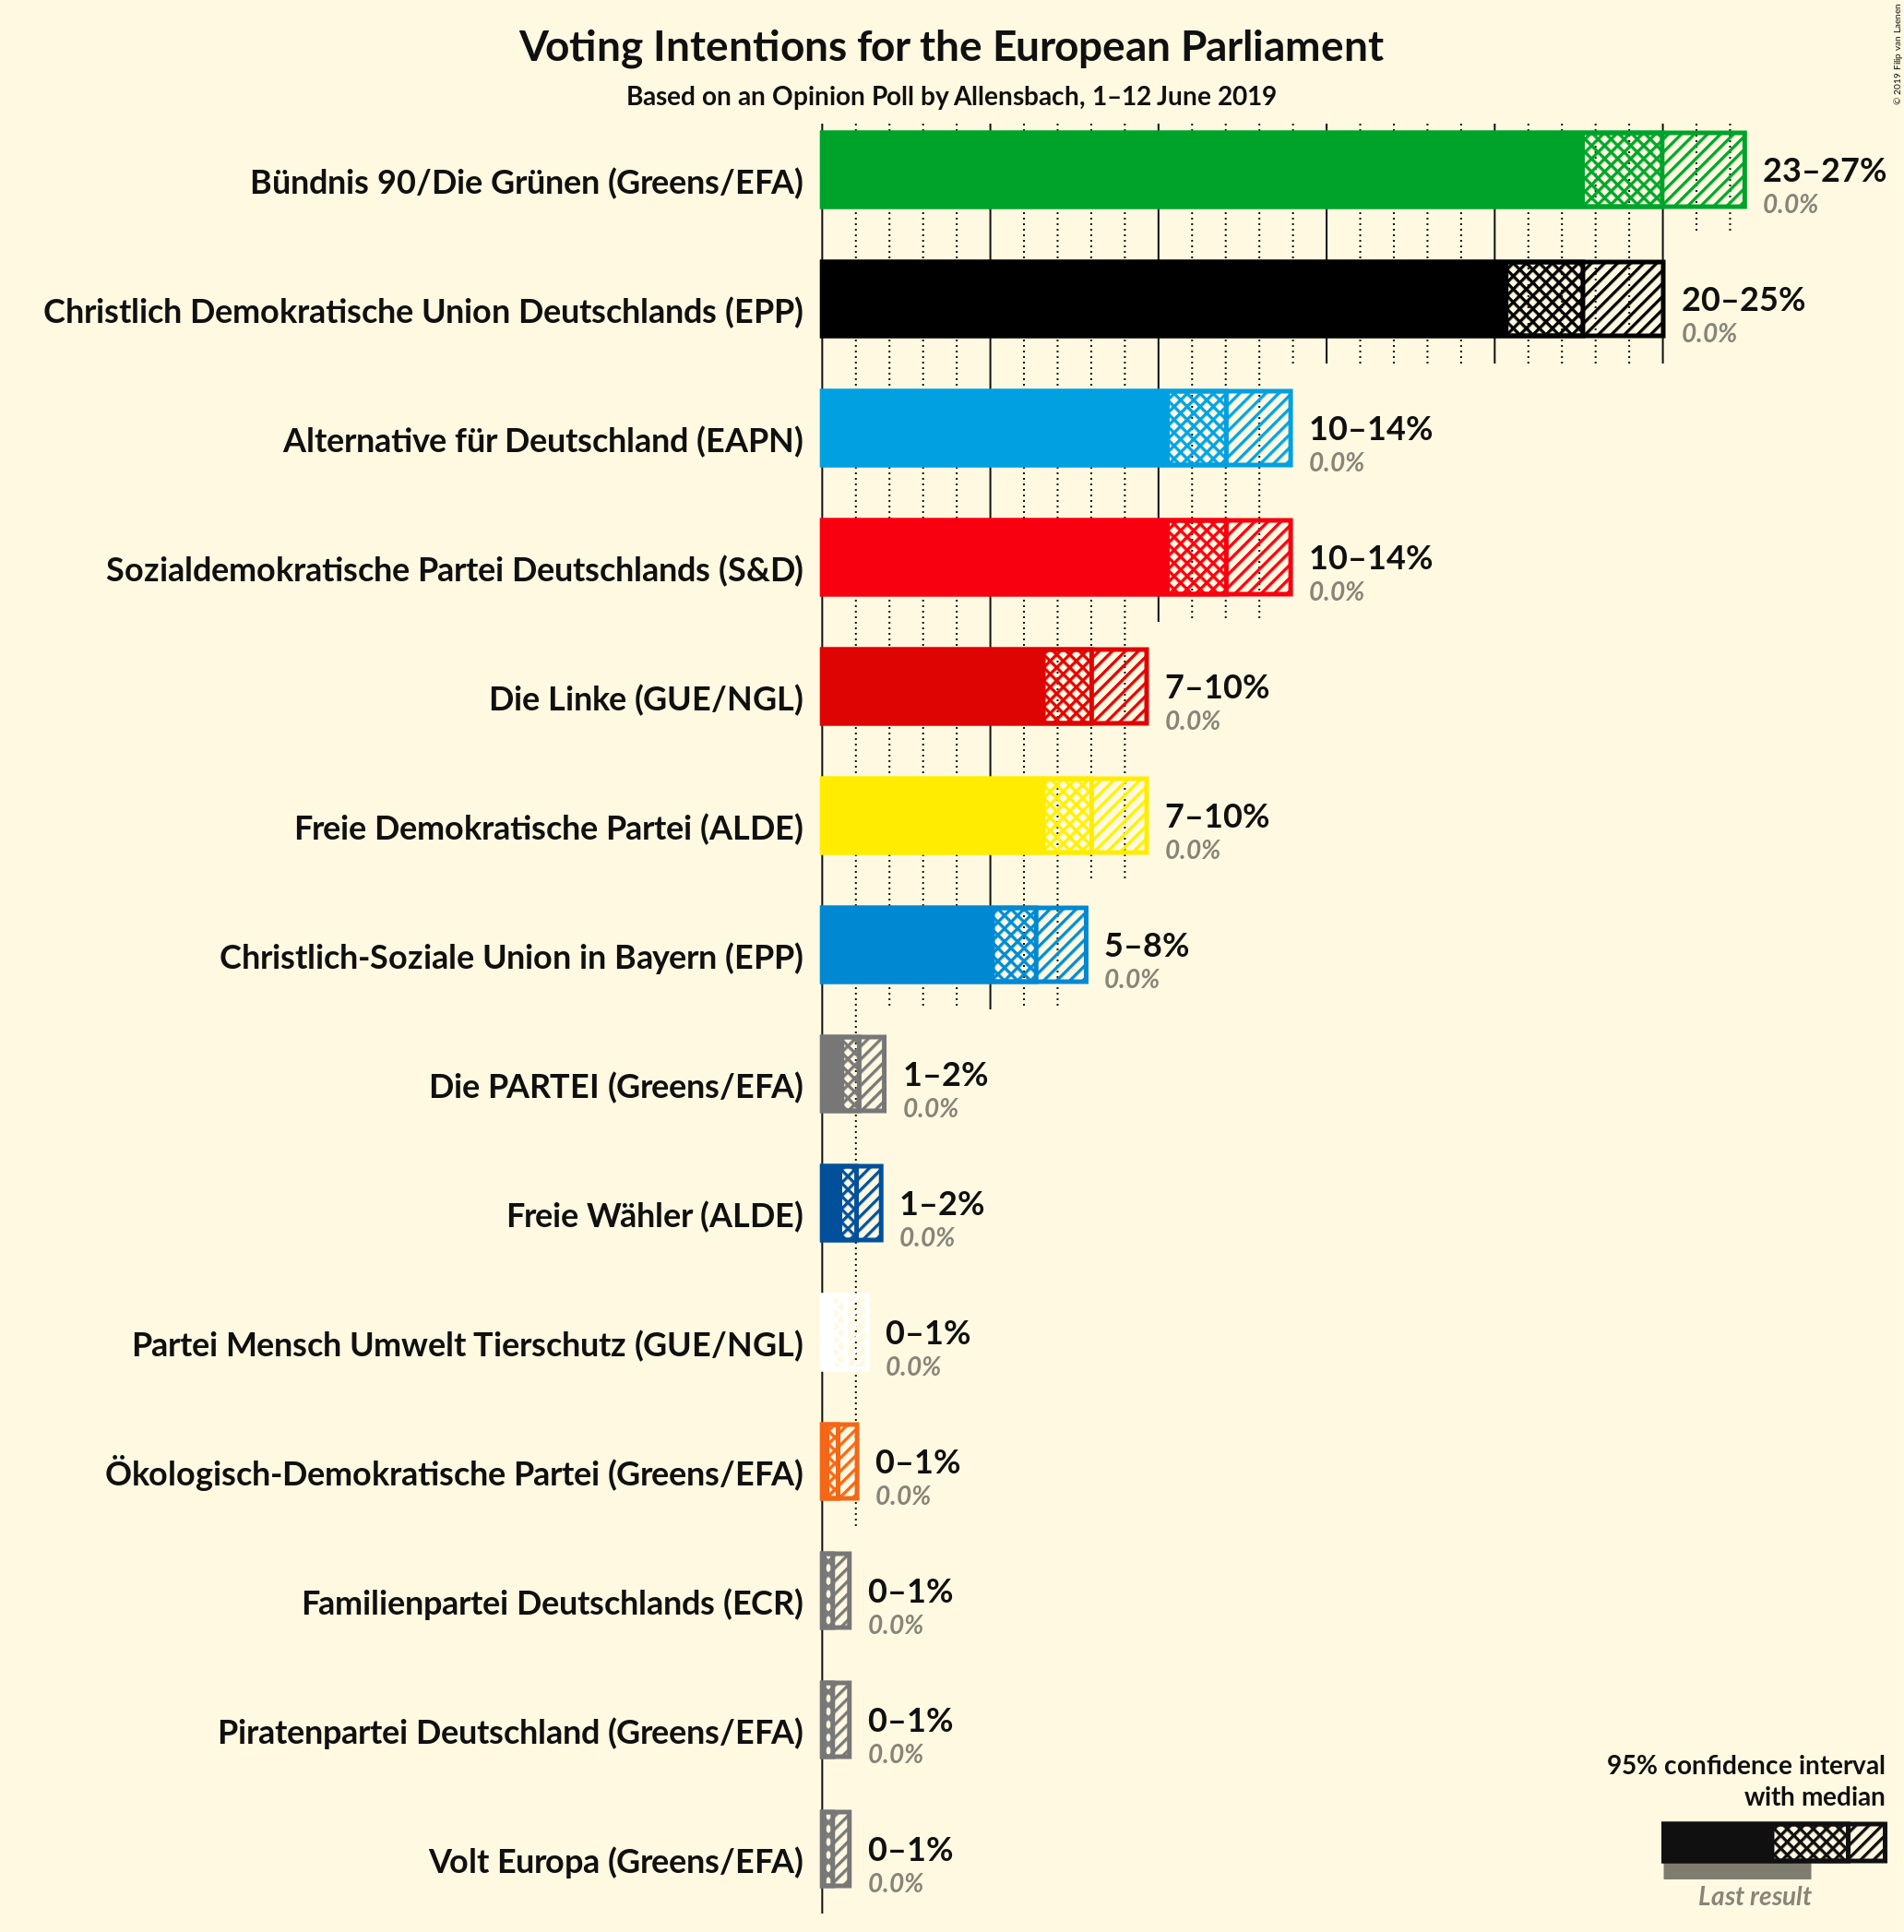 Voting Intentions for the European Parliament
Based on an Opinion Poll by Allensbach, 1–12 June 2019
© 2019 Filip van Laenen
Bündnis 90/Die Grünen (Greens/EFA)
23–27%
0.0%
Christlich Demokratische Union Deutschlands (EPP)
20–25%
0.0%
Alternative für Deutschland (EAPN)
10–14%
0.0%
Sozialdemokratische Partei Deutschlands (S&D)
10–14%
0.0%
Die Linke (GUE/NGL)
7–10%
0.0%
Freie Demokratische Partei (ALDE)
7–10%
0.0%
Christlich-Soziale Union in Bayern (EPP)
5–8%
0.0%
Die PARTEI (Greens/EFA)
1–2%
0.0%
Freie Wähler (ALDE)
1–2%
0.0%
Partei Mensch Umwelt Tierschutz (GUE/NGL)
0–1%
0.0%
Ökologisch-Demokratische Partei (Greens/EFA)
0–1%
0.0%
Familienpartei Deutschlands (ECR)
0–1%
0.0%
Piratenpartei Deutschland (Greens/EFA)
0–1%
0.0%
Volt Europa (Greens/EFA)
0–1%
0.0%
95% confidence interval
with median
Last result